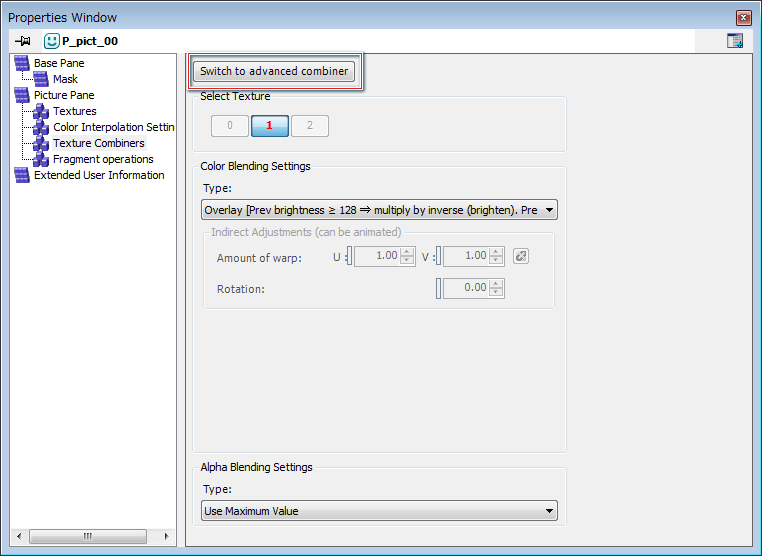 Properties Window
P_pict_00
Base Pane
Mask
Picture Pane
Textures
Color Interpolation Settin
Texture Combiners
Fragment operations
Extended User Information
Switch to advanced combiner
Select Texture
0 1 2
Color Blending Settings
Type:
Overlay [Prev brightness ≥ 128 ⇒ multiply by inverse (brighten). Pre
Indirect Adjustments (can be animated)
Amount of warp: U : 1.00 V : 1.00
Rotation: 0.00
Alpha Blending Settings
Type:
Use Maximum Value